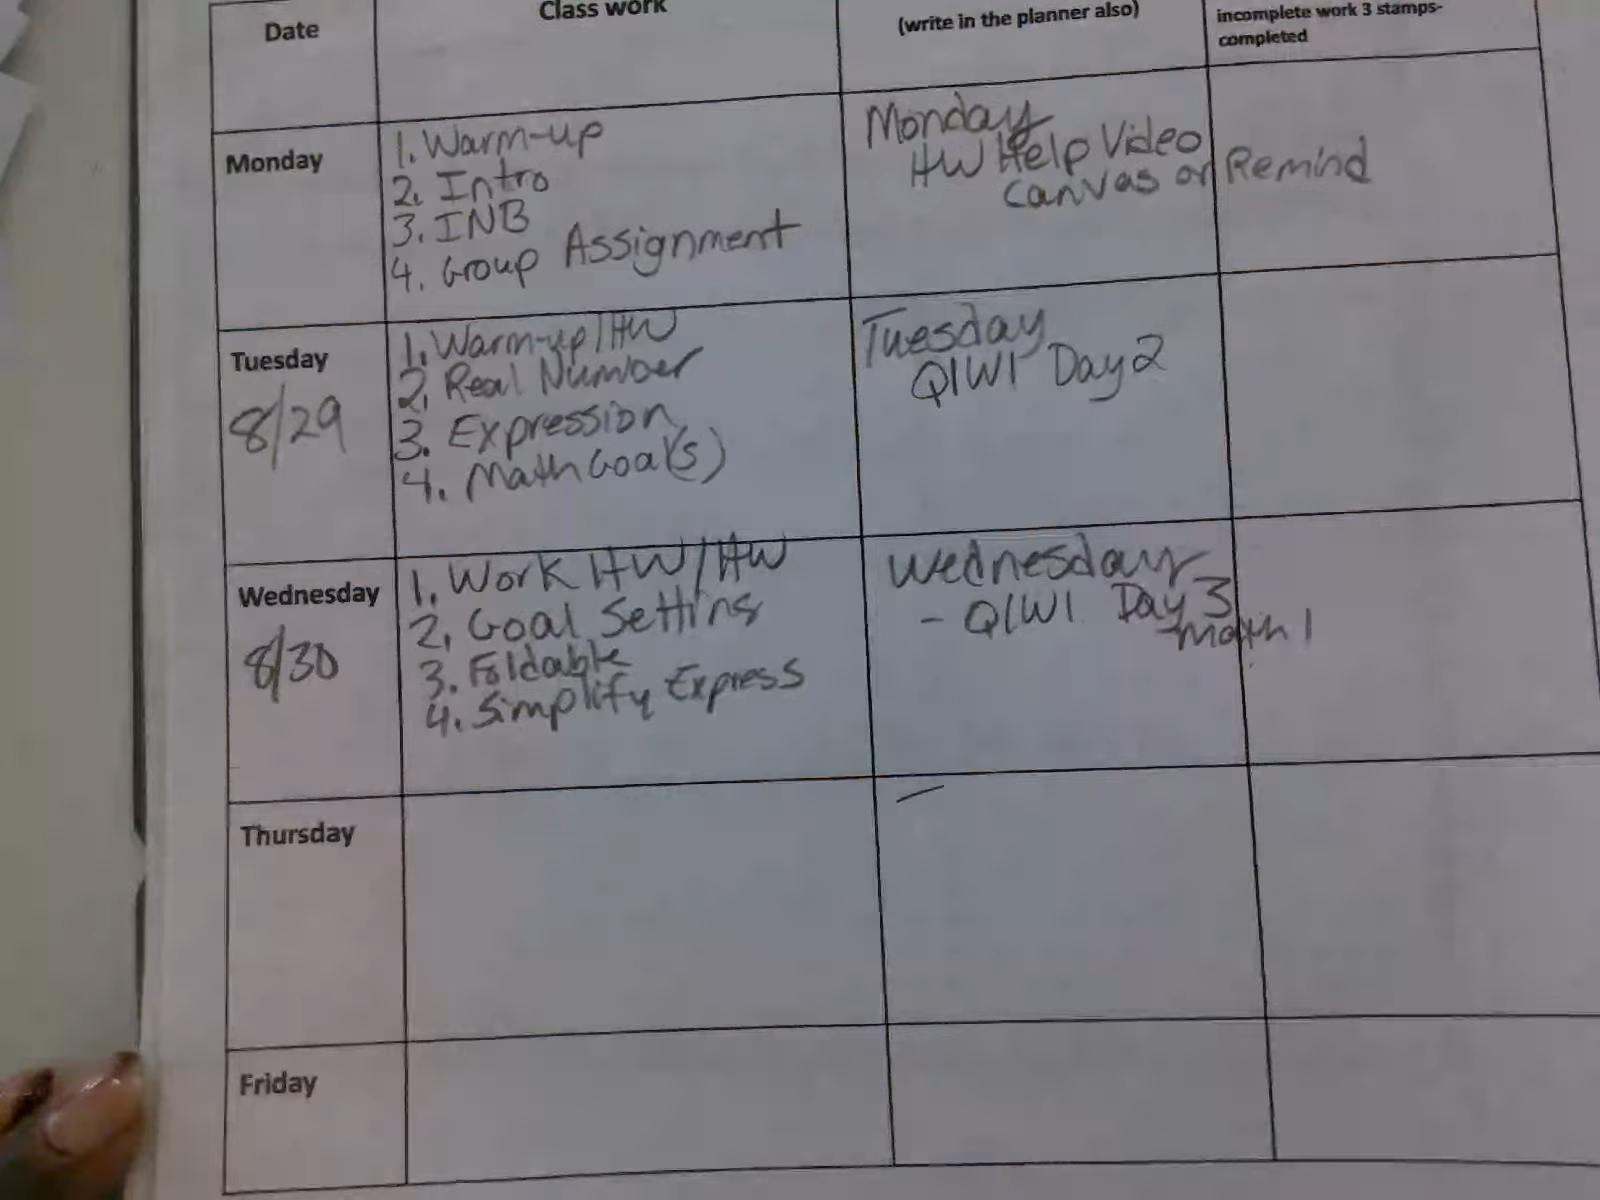 Date
Class work
(write in the planner also)
incomplete work 3 stamps-
completed
Monday
1. Warm-up
2. Intro
3. INB
4. Group Assignment
Monday
HW Help Video
Canvas or Remind
Tuesday
8/29
1. Warm-up/HW
2. Real Number
3. Expression
4. Math Goal(s)
Tuesday
Q1W1 Day 2
Wednesday
8/30
1. Work HW/HW
2. Goal Setting
3. Foldable
4. Simplify Express
Wednesday
- Q1W1 Day 3
-Math 1
Thursday
Friday